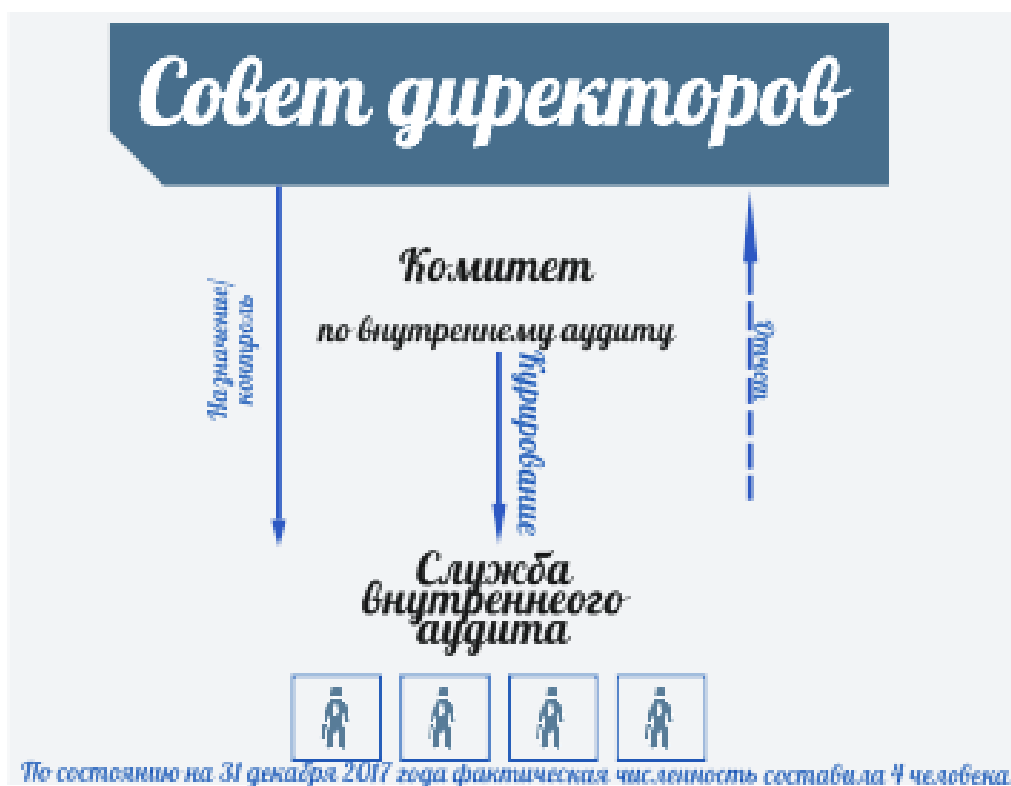 Совет директоров
Комитет
по внутреннему аудиту
Назначение/
контроль
Курирование
Отчет
Служба
внутреннеого
аудита
По состоянию на 31 декабря 2017 года фактическая численность составила 4 человека